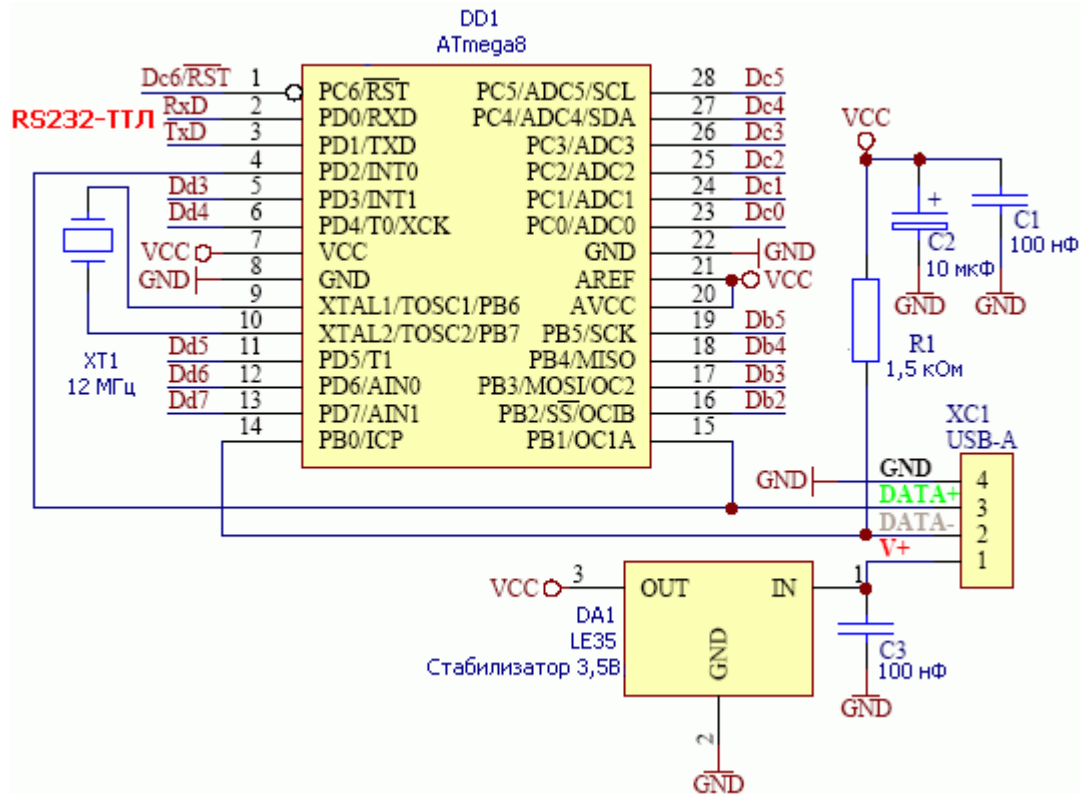 DD1
ATmega8
Dc6/RST 1 PC6/RST PC5/ADC5/SCL 28 Dc5
RxD 2 PD0/RXD PC4/ADC4/SDA 27 Dc4
RS232-ТТЛ
TxD 3 PD1/TXD PC3/ADC3 26 Dc3
4 PD2/INT0 PC2/ADC2 25 Dc2
Dd3 5 PD3/INT1 PC1/ADC1 24 Dc1
Dd4 6 PD4/T0/XCK PC0/ADC0 23 Dc0
VCC 7 VCC GND 22 GND
GND 8 GND AREF 21 VCC
9 XTAL1/TOSC1/PB6 AVCC 20
10 XTAL2/TOSC2/PB7 PB5/SCK 19 Db5
Dd5 11 PD5/T1 PB4/MISO 18 Db4
Dd6 12 PD6/AIN0 PB3/MOSI/OC2 17 Db3
Dd7 13 PD7/AIN1 PB2/SS/OCIB 16 Db2
14 PB0/ICP PB1/OC1A 15
XT1
12 МГц
VCC
+
C2
10 мкФ
GND
C1
100 нФ
GND
R1
1,5 кОм
XC1
USB-A
GND GND 4
DATA+ 3
DATA- 2
V+ 1
VCC 3 OUT IN 1
GND
2
GND
DA1
LE35
Стабилизатор 3,5В
C3
100 нФ
GND